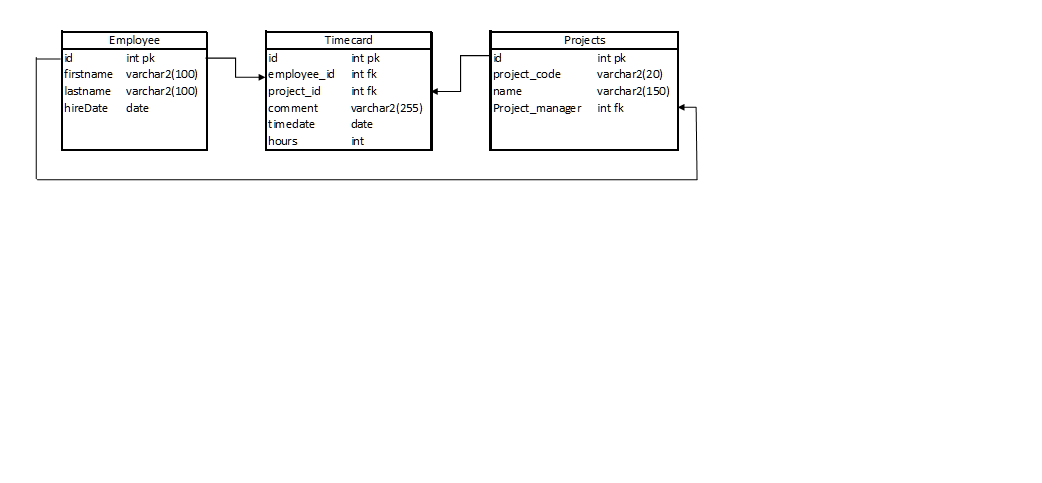 Employee
id int pk
firstname varchar2(100)
lastname varchar2(100)
hireDate date
Timecard
id int pk
employee_id int fk
project_id int fk
comment varchar2(255)
timedate date
hours int
Projects
id int pk
project_code varchar2(20)
name varchar2(150)
Project_manager int fk